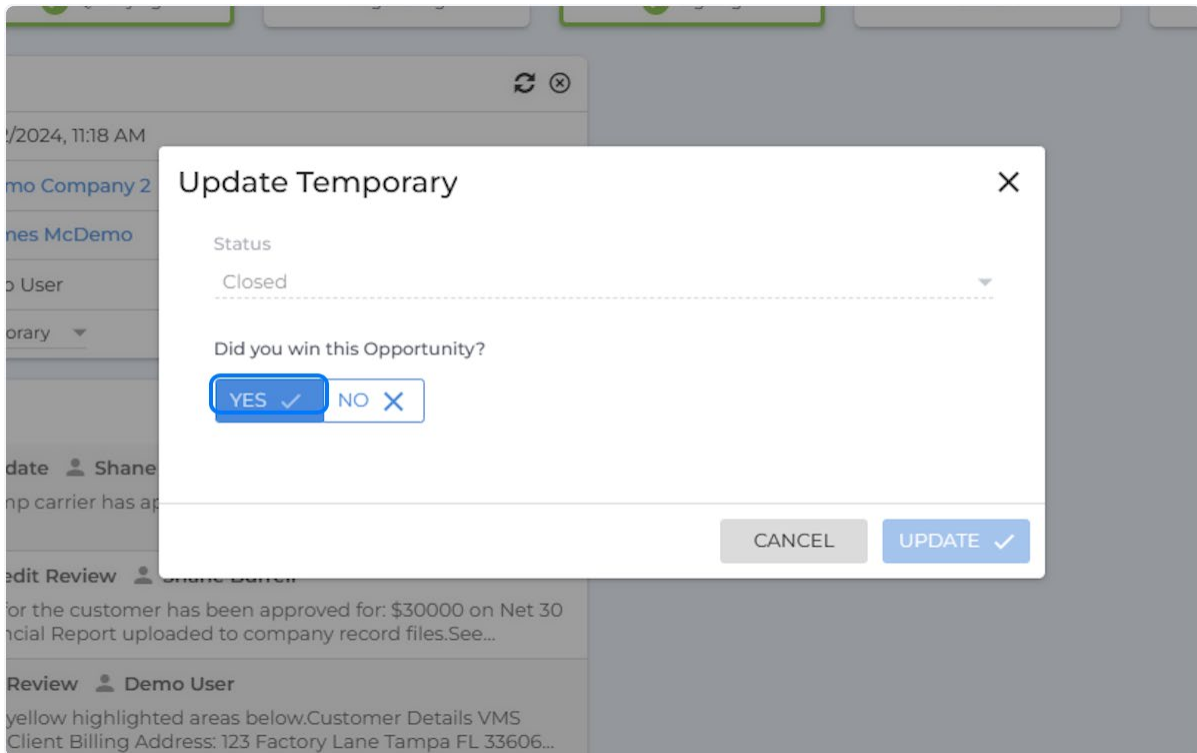 /2024, 11:18 AM
mo Company 2
nes McDemo
o User
orary
Update Temporary
Status
Closed
Did you win this Opportunity?
YES
NO
CANCEL
UPDATE
date Shane
mp carrier has ap
edit Review Shane Burrell
for the customer has been approved for: $30000 on Net 30
ncial Report uploaded to company record files.See...
Review Demo User
yellow highlighted areas below.Customer Details VMS
Client Billing Address: 123 Factory Lane Tampa FL 33606...